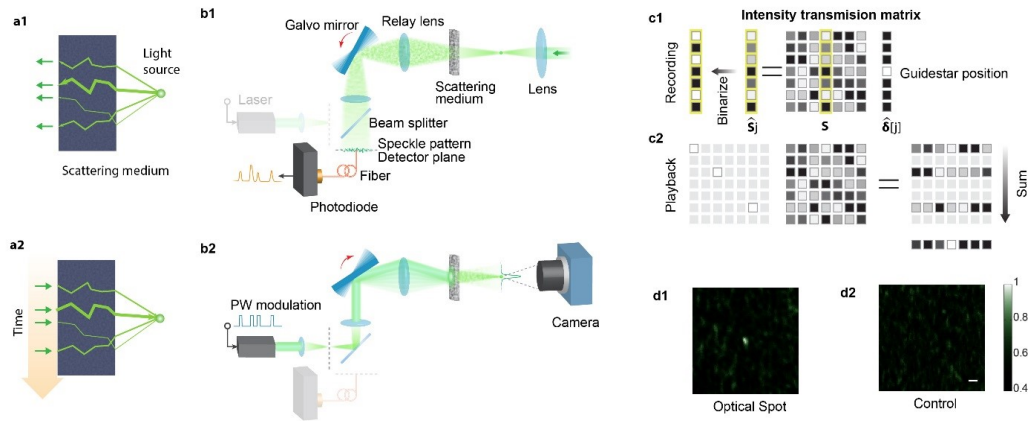 a1
Light
source
Scattering medium
a2
Time
b1
Galvo mirror
Relay lens
Scattering
medium
Lens
Laser
Beam splitter
Speckle pattern
Detector plane
Fiber
Photodiode
b2
PW modulation
Camera
c1
Intensity transmision matrix
Recording
Binarize
Guidestar position
ŝj
s
δ̂[j]
c2
Playback
Sum
d1
Optical Spot
d2
Control
1
0.8
0.6
0.4